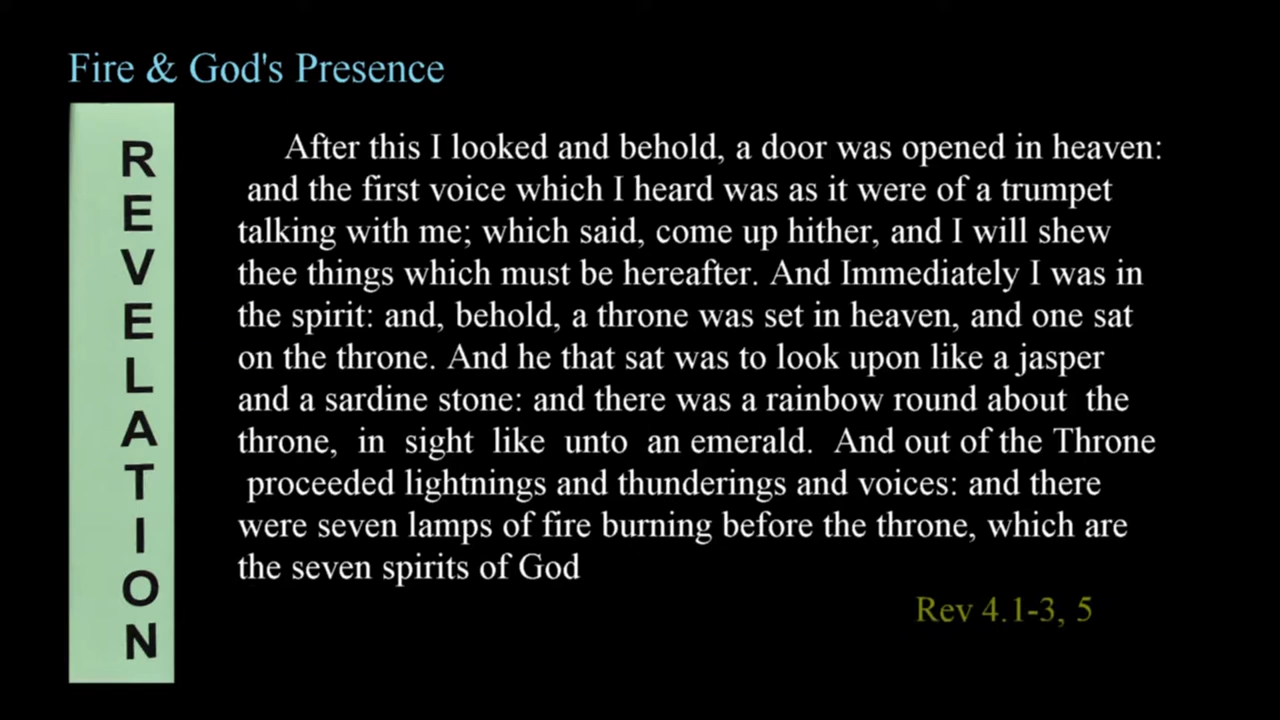 Fire & God's Presence
REVELATION
After this I looked and behold, a door was opened in heaven:
and the first voice which I heard was as it were of a trumpet
talking with me; which said, come up hither, and I will shew
thee things which must be hereafter. And Immediately I was in
the spirit: and, behold, a throne was set in heaven, and one sat
on the throne. And he that sat was to look upon like a jasper
and a sardine stone: and there was a rainbow round about the
throne, in sight like unto an emerald. And out of the Throne
proceeded lightnings and thunderings and voices: and there
were seven lamps of fire burning before the throne, which are
the seven spirits of God
Rev 4.1-3, 5